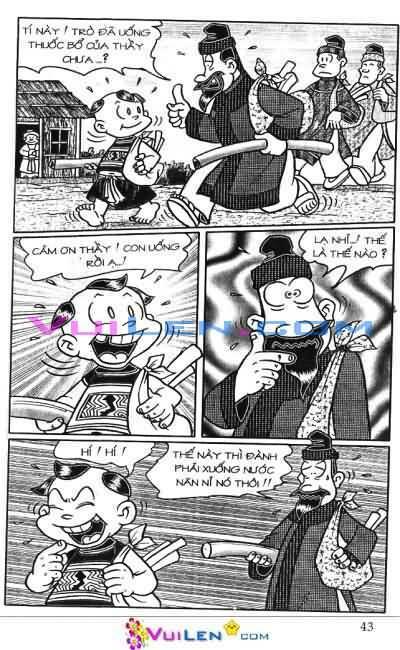 TÍ NÀY ! TRÒ ĐÃ UỐNG
THUỐC BỔ CỦA THẦY
CHƯA...?
CẢM ƠN THẦY ! CON UỐNG
RỒI Ạ...!
LẠ NHỈ...! THẾ
LÀ THẾ NÀO ?
VUILEN.COM
HÍ ! HÍ !
THẾ NÀY THÌ ĐÀNH
PHẢI XUỐNG NƯỚC
NĂN NỈ NÓ THÔI !!
43
VUILEN.COM